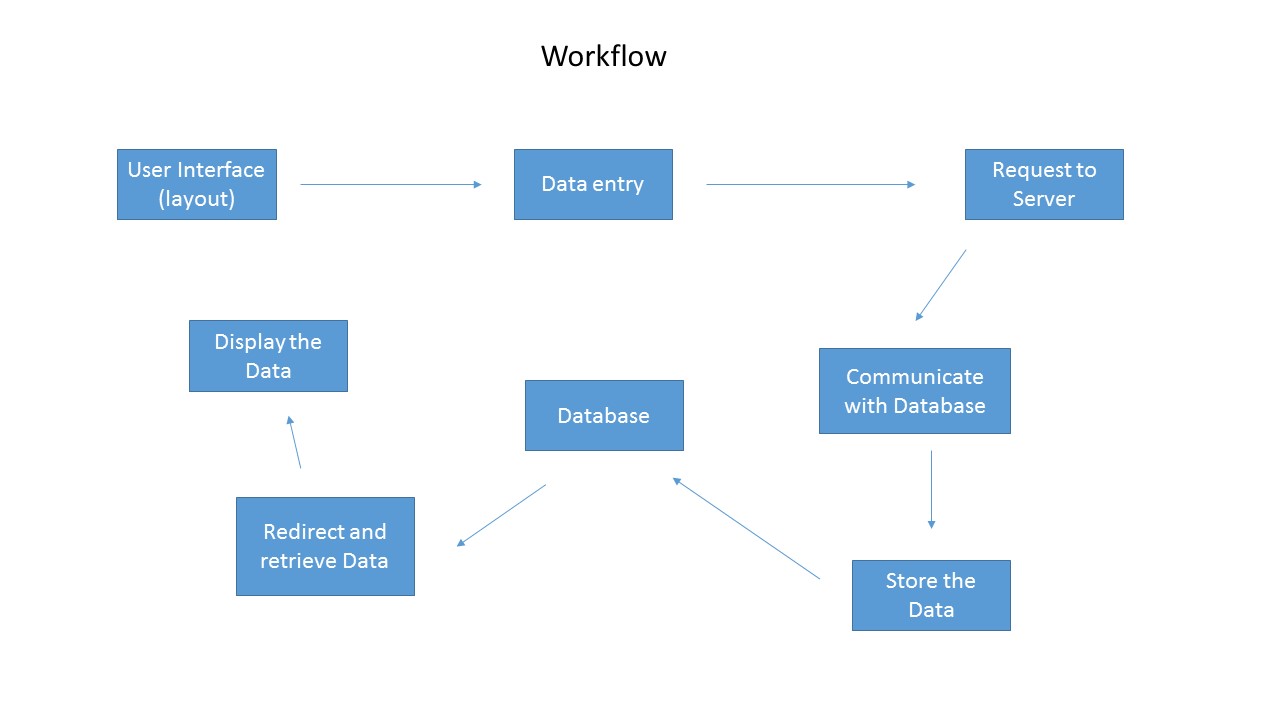 Workflow
User Interface
(layout)
Data entry
Request to
Server
Communicate
with Database
Store the
Data
Database
Redirect and
retrieve Data
Display the
Data